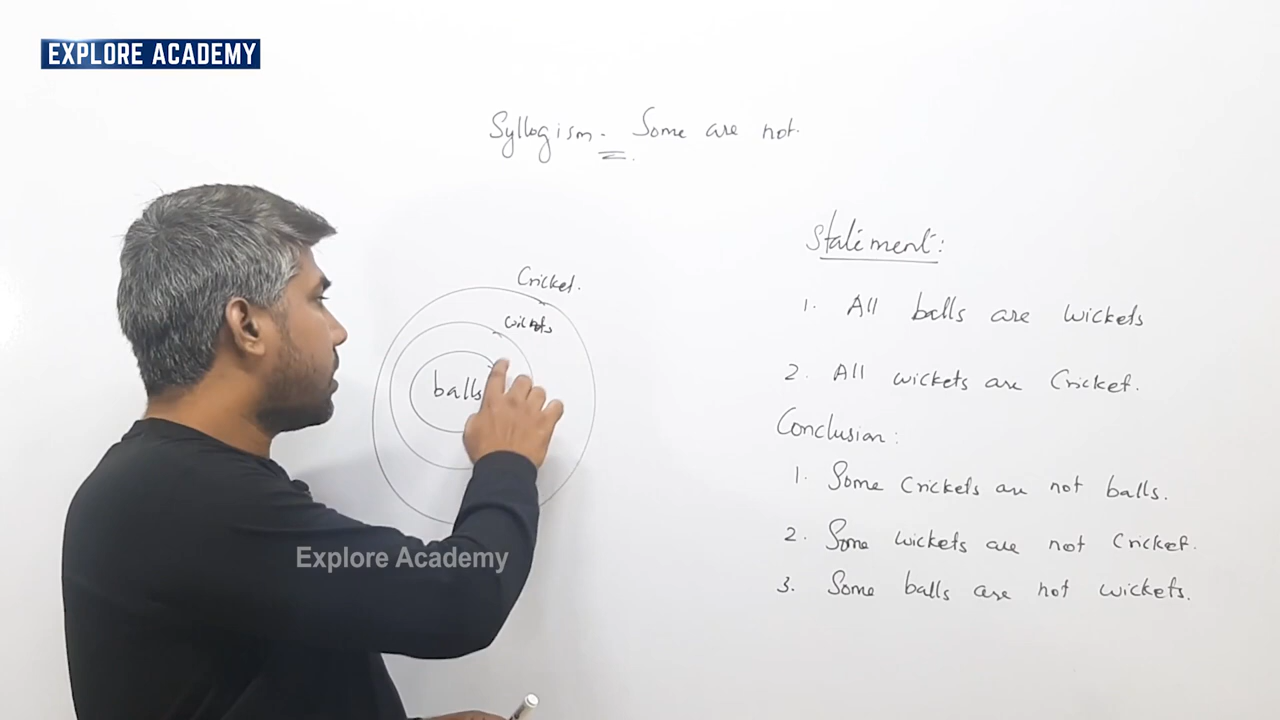 EXPLORE ACADEMY
Syllogism - Some are not.
Cricket.
wickets
balls
Statement:
1. All balls are wickets
2. All wickets are Cricket.
Conclusion:
1. Some Crickets are not balls.
2. Some wickets are not Cricket.
3. Some balls are not wickets.
Explore Academy